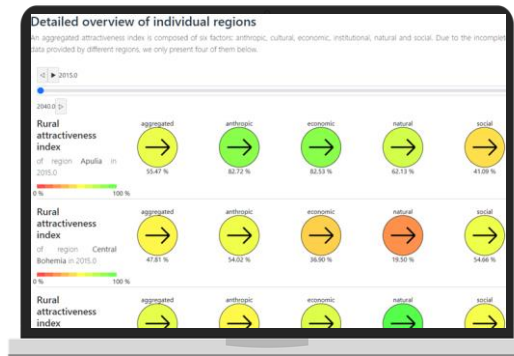 Detailed overview of individual regions
An aggregated attractiveness index is composed of six factors: anthropic, cultural, economic, institutional, natural and social. Due to the incomplet
data provided by different regions, we only present four of them below.
2015.0
2040.0
Rural attractiveness index
of region Apulia in 2015.0
0 % 100 %
aggregated anthropic economic natural social
55.47 % 82.72 % 82.53 % 62.13 % 41.09 %
Rural attractiveness index
of region Central Bohemia in 2015.0
0 % 100 %
aggregated anthropic economic natural social
47.81 % 54.02 % 36.90 % 19.50 % 54.66 %
Rural attractiveness index
aggregated anthropic economic natural social